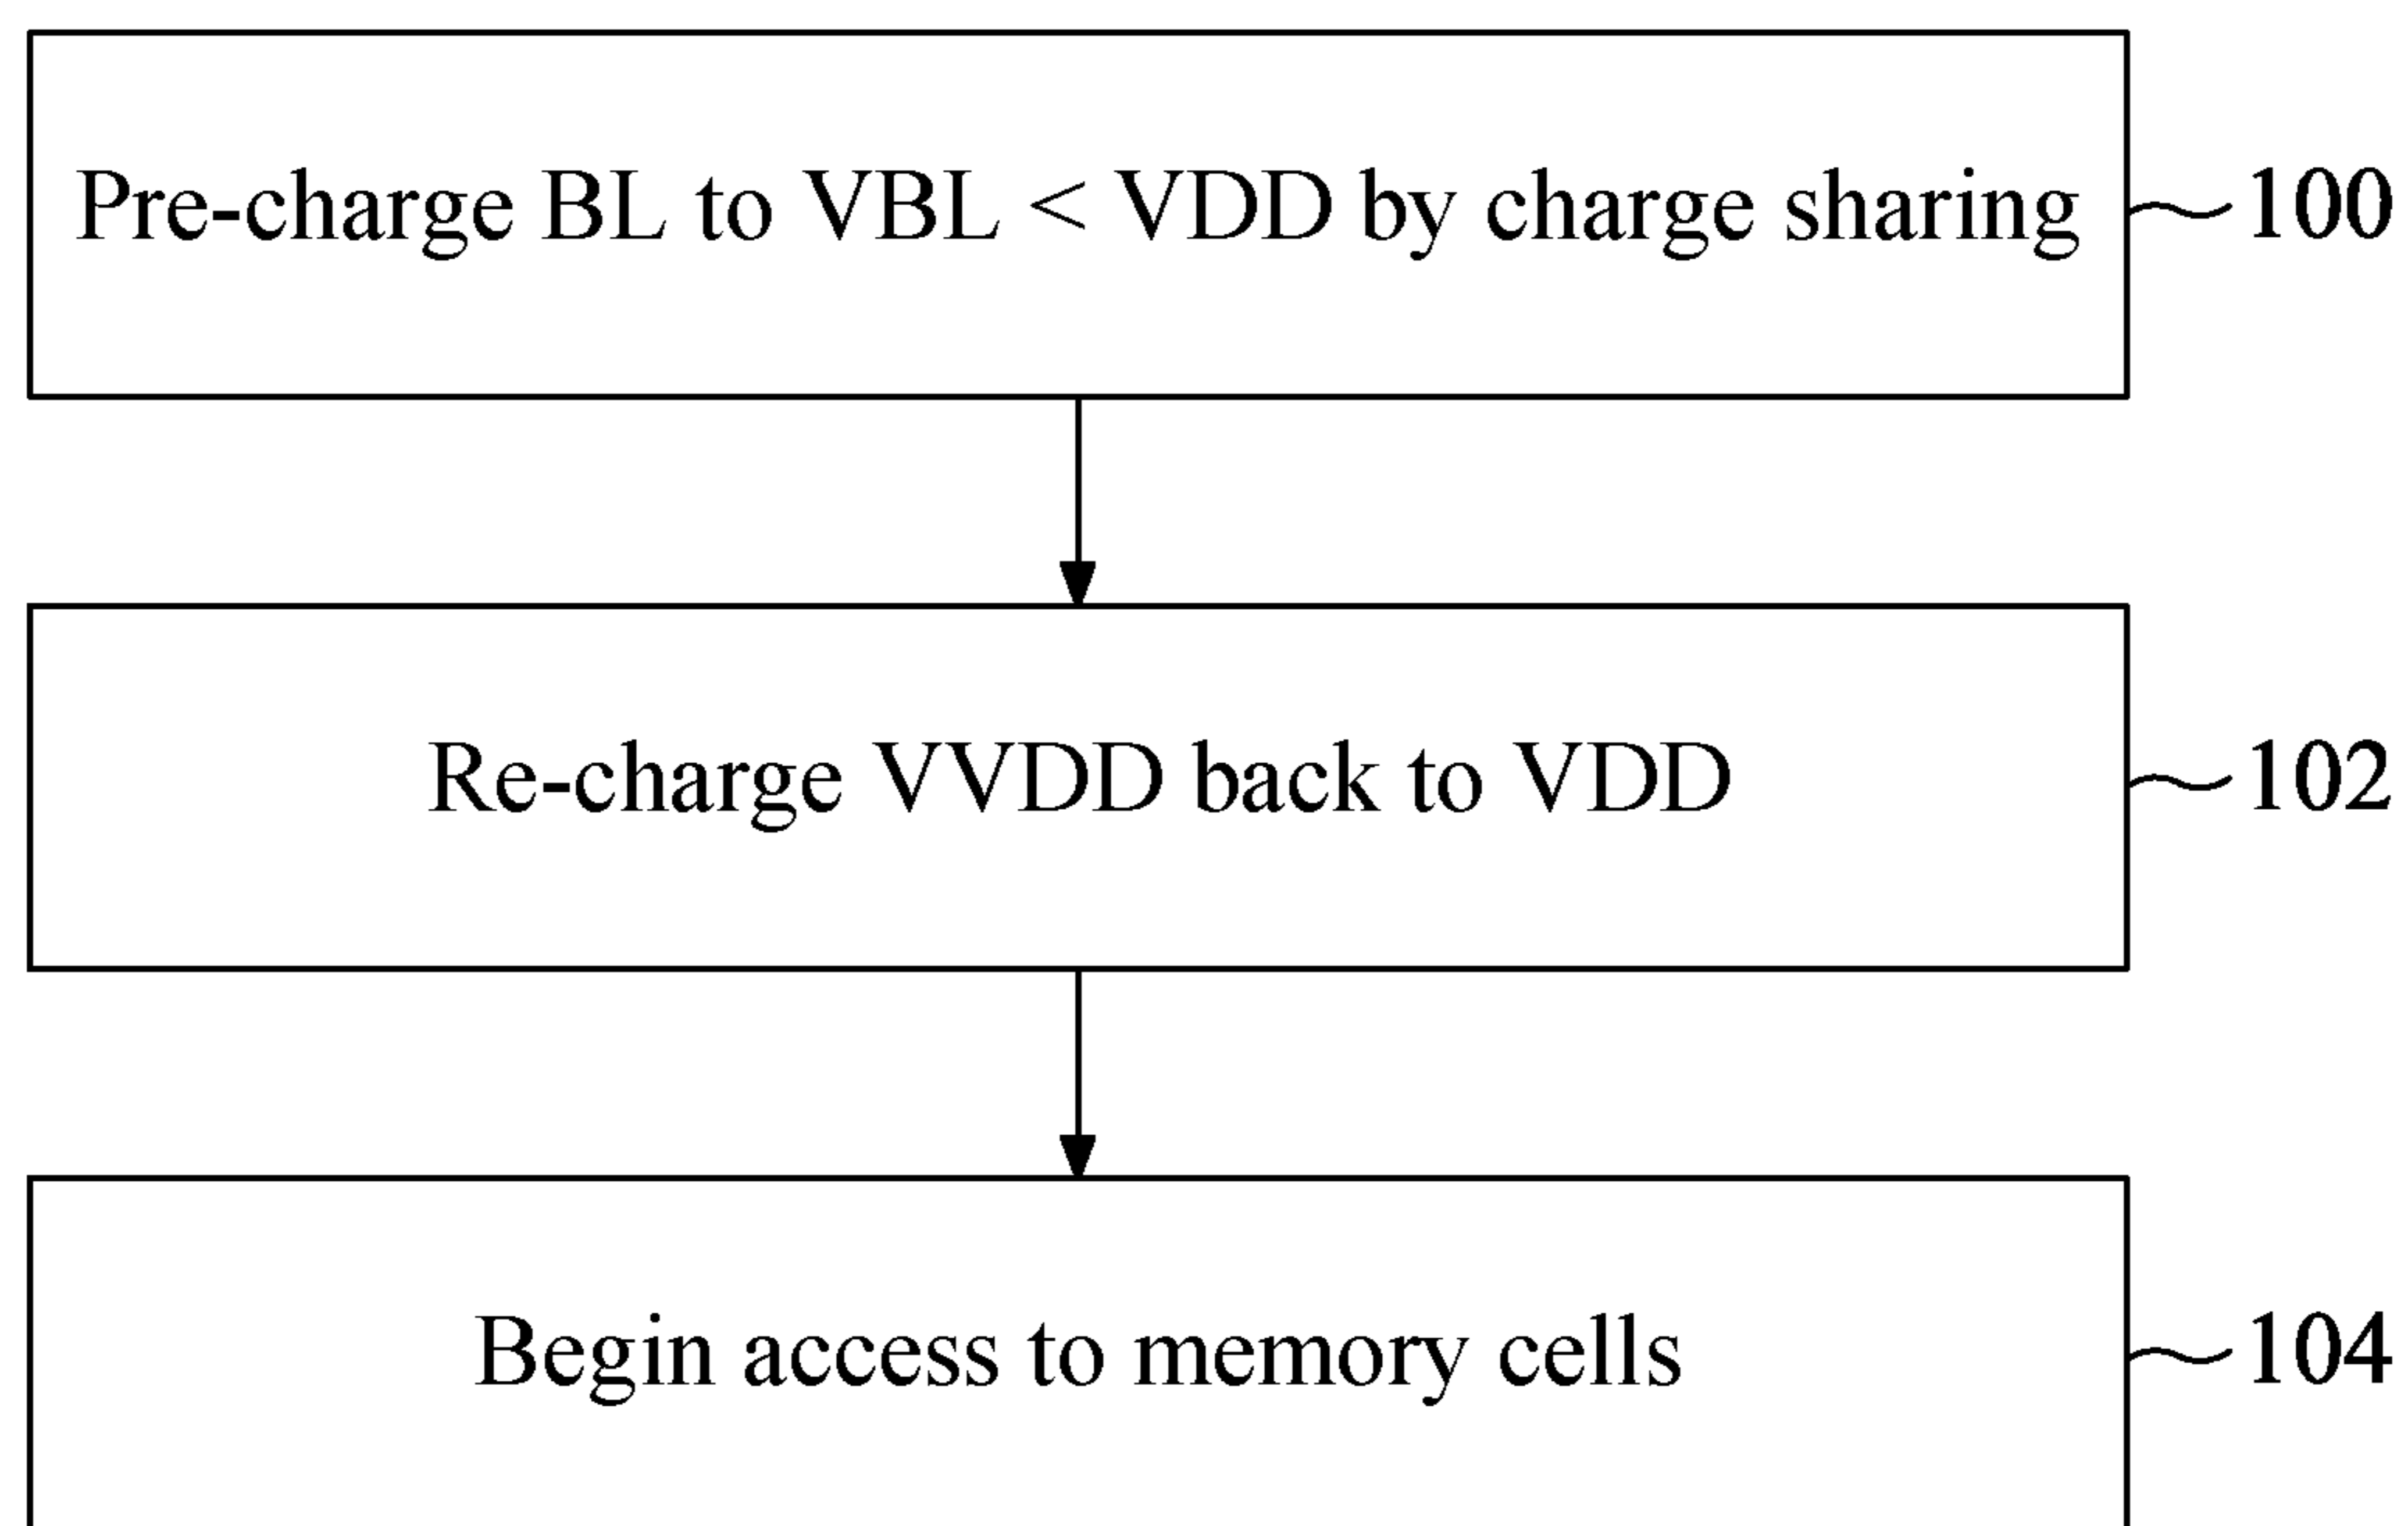 Pre-charge BL to VBL < VDD by charge sharing 100
Re-charge VVDD back to VDD 102
Begin access to memory cells 104